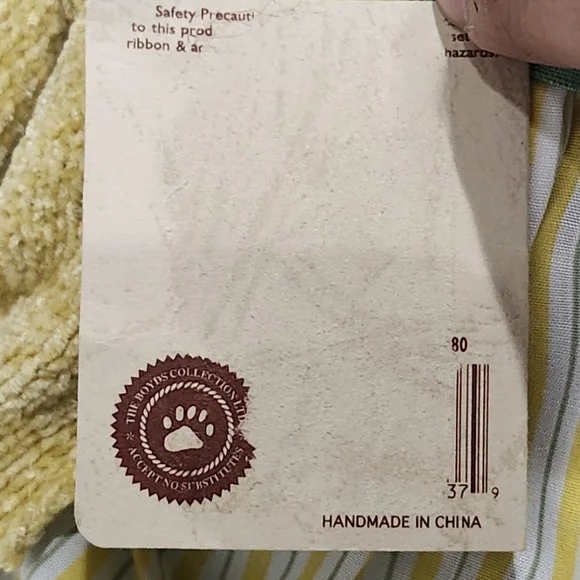 Safety Precauti
to this prod
ribbon & ar
hazards.
80
THE BOYDS COLLECTION LTD.
ACCEPT NO SUBSTITUTES
37 9
HANDMADE IN CHINA